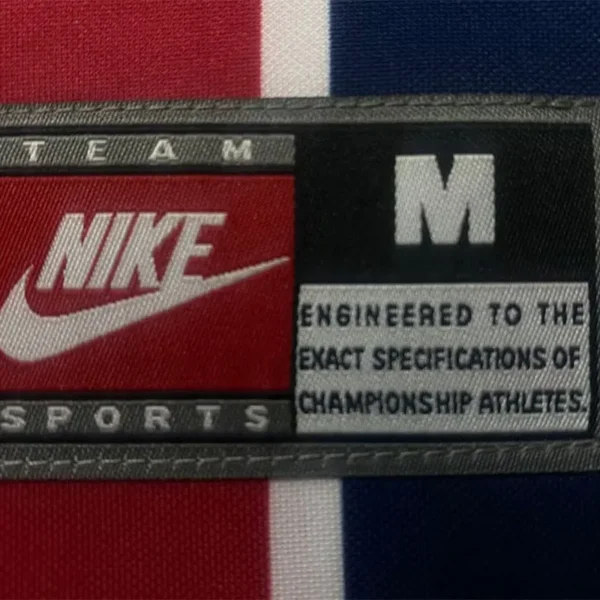 TEAM
NIKE
SPORTS
M
ENGINEERED TO THE
EXACT SPECIFICATIONS OF
CHAMPIONSHIP ATHLETES.